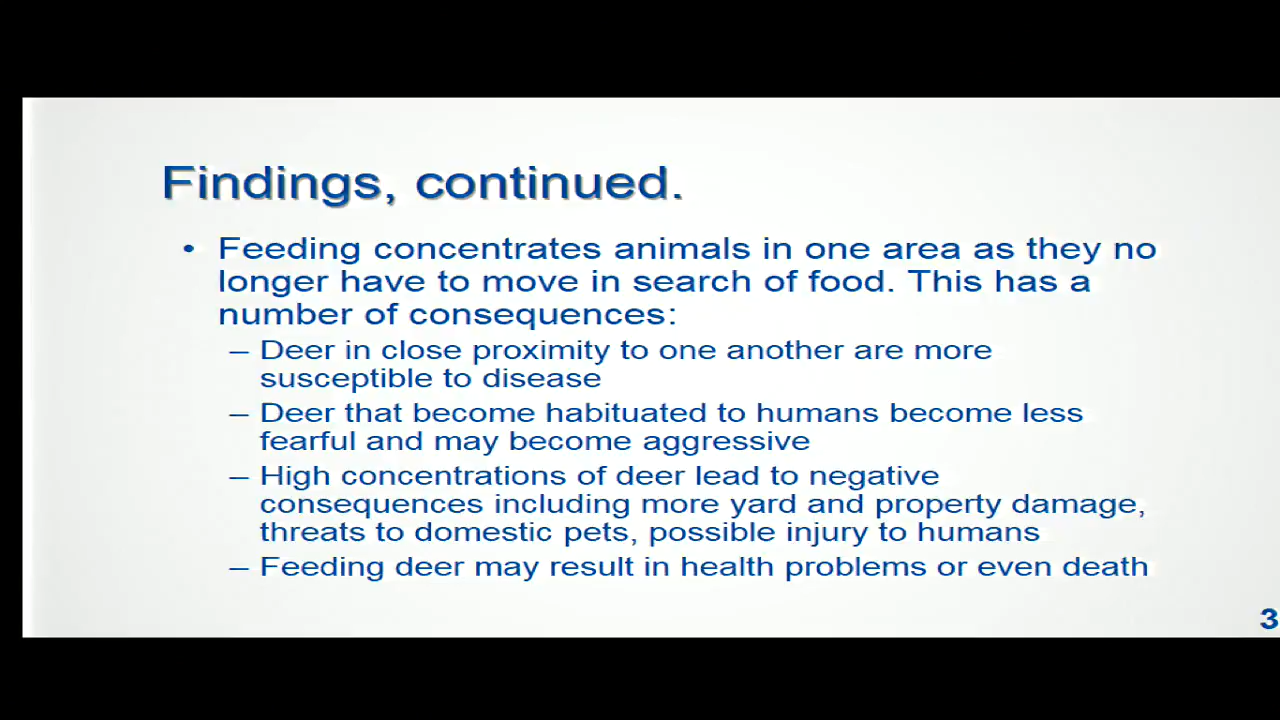 Findings, continued.
• Feeding concentrates animals in one area as they no
longer have to move in search of food. This has a
number of consequences:
– Deer in close proximity to one another are more
susceptible to disease
– Deer that become habituated to humans become less
fearful and may become aggressive
– High concentrations of deer lead to negative
consequences including more yard and property damage,
threats to domestic pets, possible injury to humans
– Feeding deer may result in health problems or even death
3